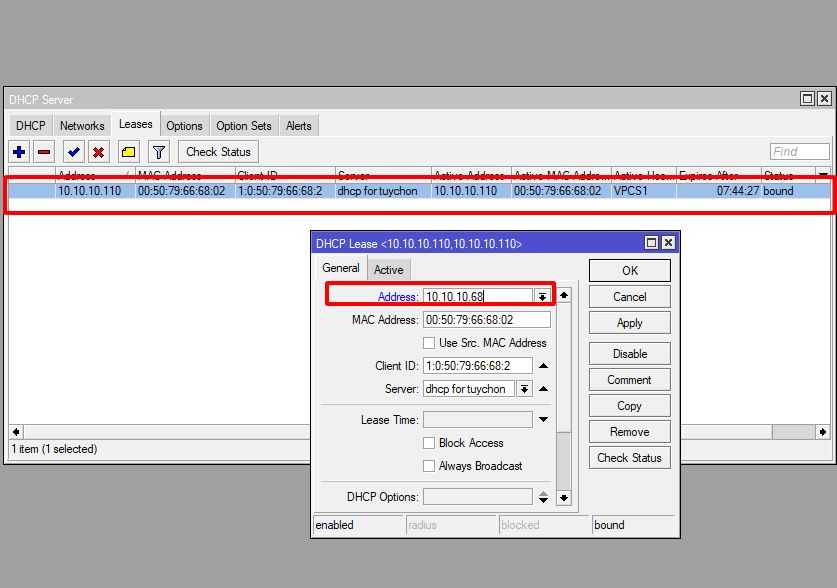 DHCP Server
DHCP Networks Leases Options Option Sets Alerts
Check Status Find
Address / MAC Address Client ID Server Active Address Active MAC Addre... Active Hos... Expires After Status
10.10.10.110 00:50:79:66:68:02 1:0:50:79:66:68:2 dhcp for tuychon 10.10.10.110 00:50:79:66:68:02 VPCS1 07:44:27 bound
1 item (1 selected)
DHCP Lease <10.10.10.110,10.10.10.110>
General Active
Address: 10.10.10.68
MAC Address: 00:50:79:66:68:02
Use Src. MAC Address
Client ID: 1:0:50:79:66:68:2
Server: dhcp for tuychon
Lease Time:
Block Access
Always Broadcast
DHCP Options:
OK
Cancel
Apply
Disable
Comment
Copy
Remove
Check Status
enabled radius blocked bound